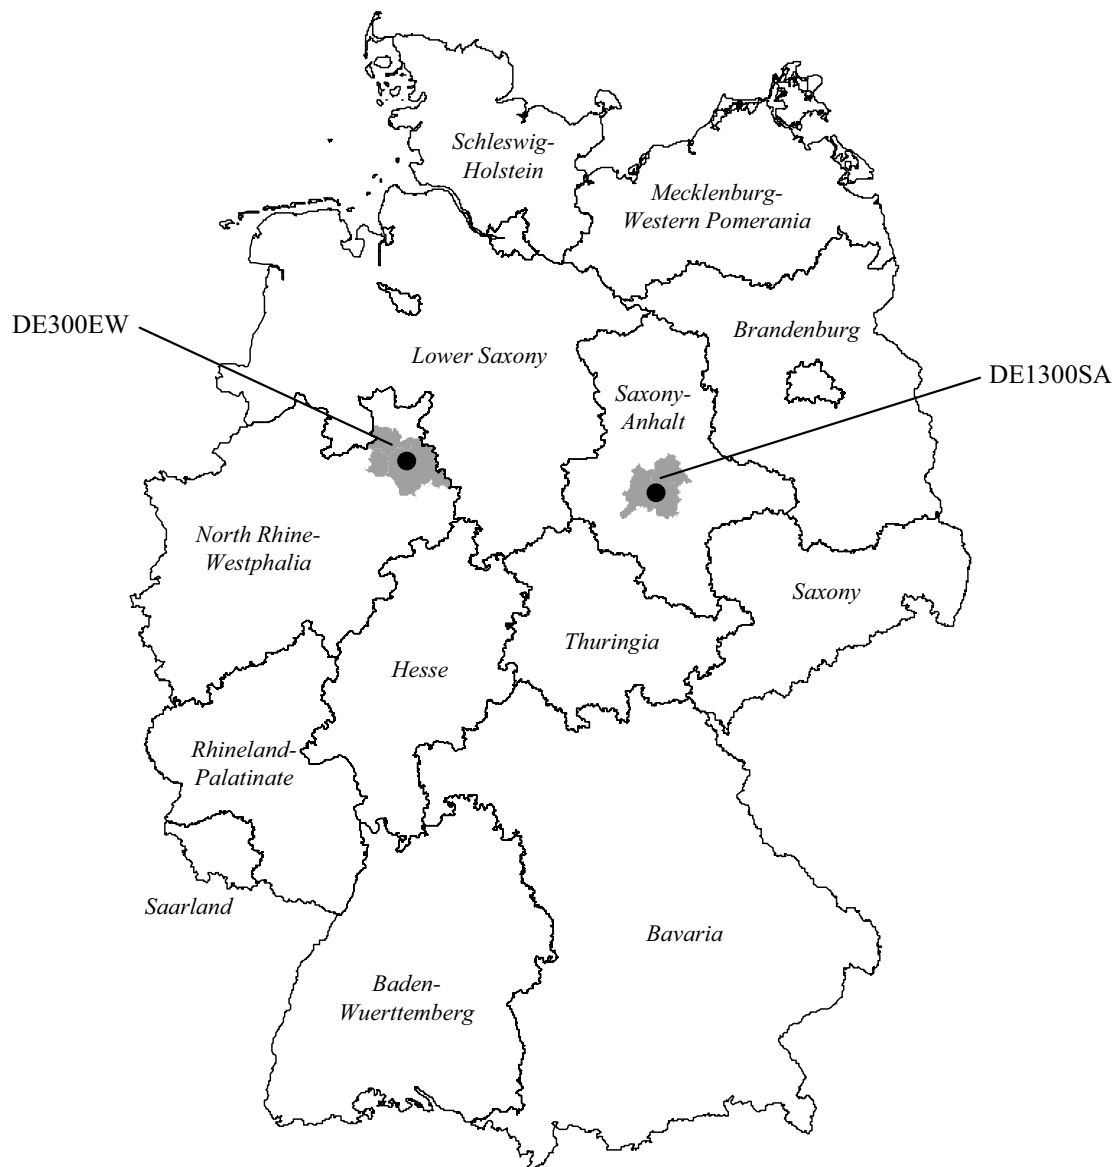 Schleswig-
Holstein
Mecklenburg-
Western Pomerania
DE300EW
Brandenburg
Lower Saxony
DE1300SA
Saxony-
Anhalt
North Rhine-
Westphalia
Saxony
Thuringia
Hesse
Rhineland-
Palatinate
Saarland
Bavaria
Baden-
Wuerttemberg